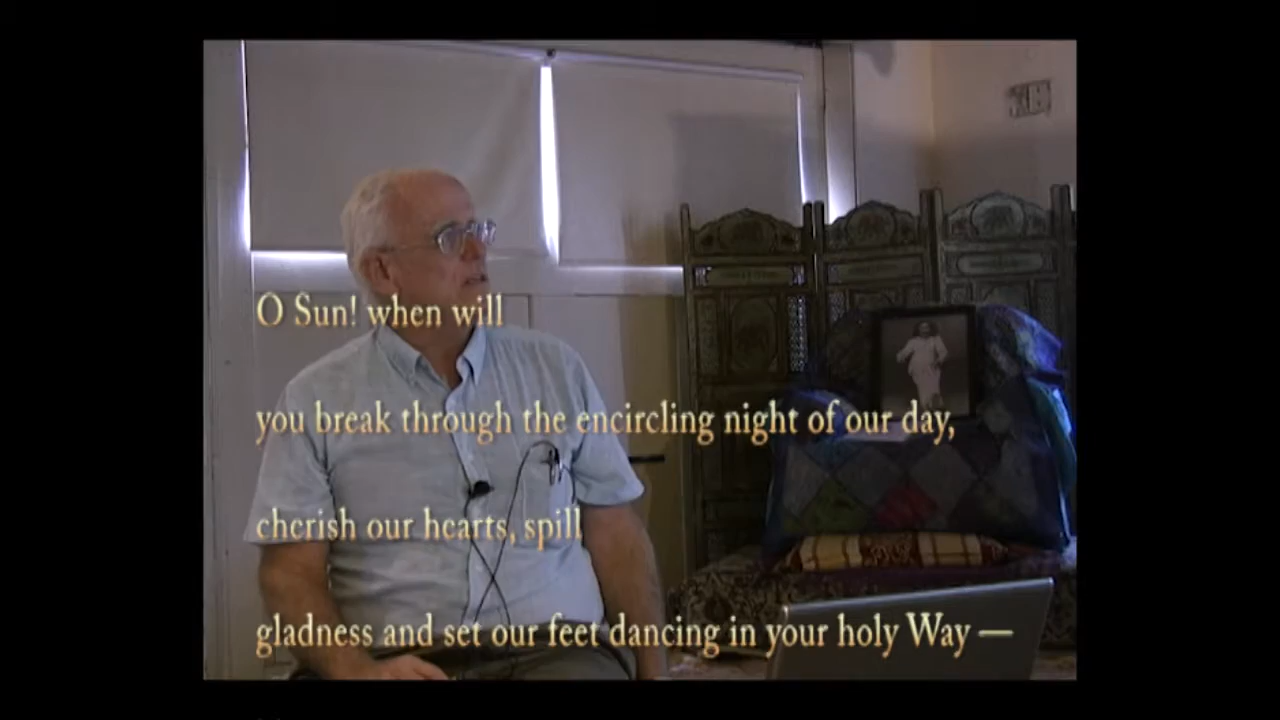 O Sun! when will
you break through the encircling night of our day,
cherish our hearts, spill
gladness and set our feet dancing in your holy Way —